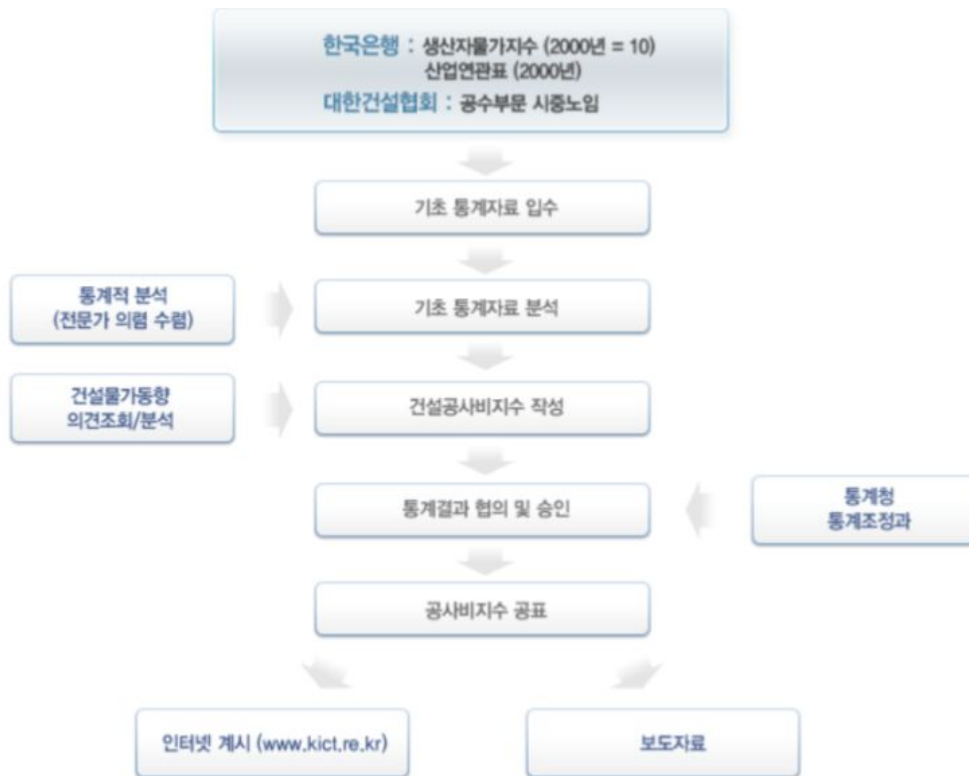 한국은행 : 생산자물가지수 (2000년 = 10)
산업연관표 (2000년)
대한건설협회 : 공수부문 시중노임
기초 통계자료 입수
통계적 분석
(전문가 의렴 수렴)
기초 통계자료 분석
건설물가동향
의견조회/분석
건설공사비지수 작성
통계결과 협의 및 승인
통계청
통계조정과
공사비지수 공표
인터넷 계시 (www.kict.re.kr)
보도자료